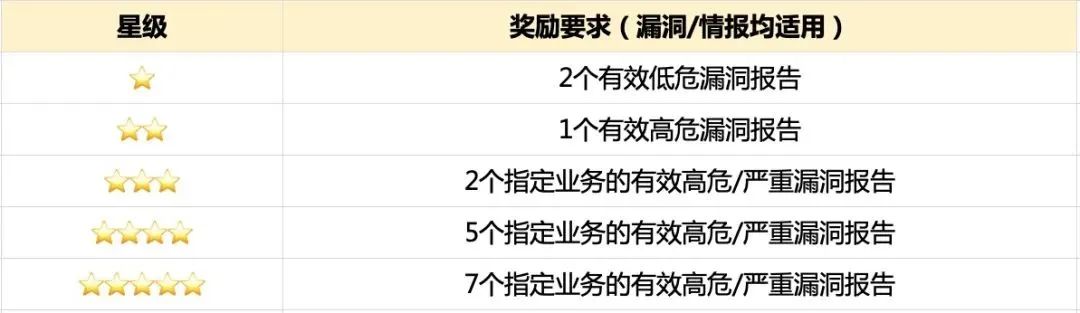 星级 奖励要求（漏洞/情报均适用）
⭐ 2个有效低危漏洞报告
⭐⭐ 1个有效高危漏洞报告
⭐⭐⭐ 2个指定业务的有效高危/严重漏洞报告
⭐⭐⭐⭐ 5个指定业务的有效高危/严重漏洞报告
⭐⭐⭐⭐⭐ 7个指定业务的有效高危/严重漏洞报告